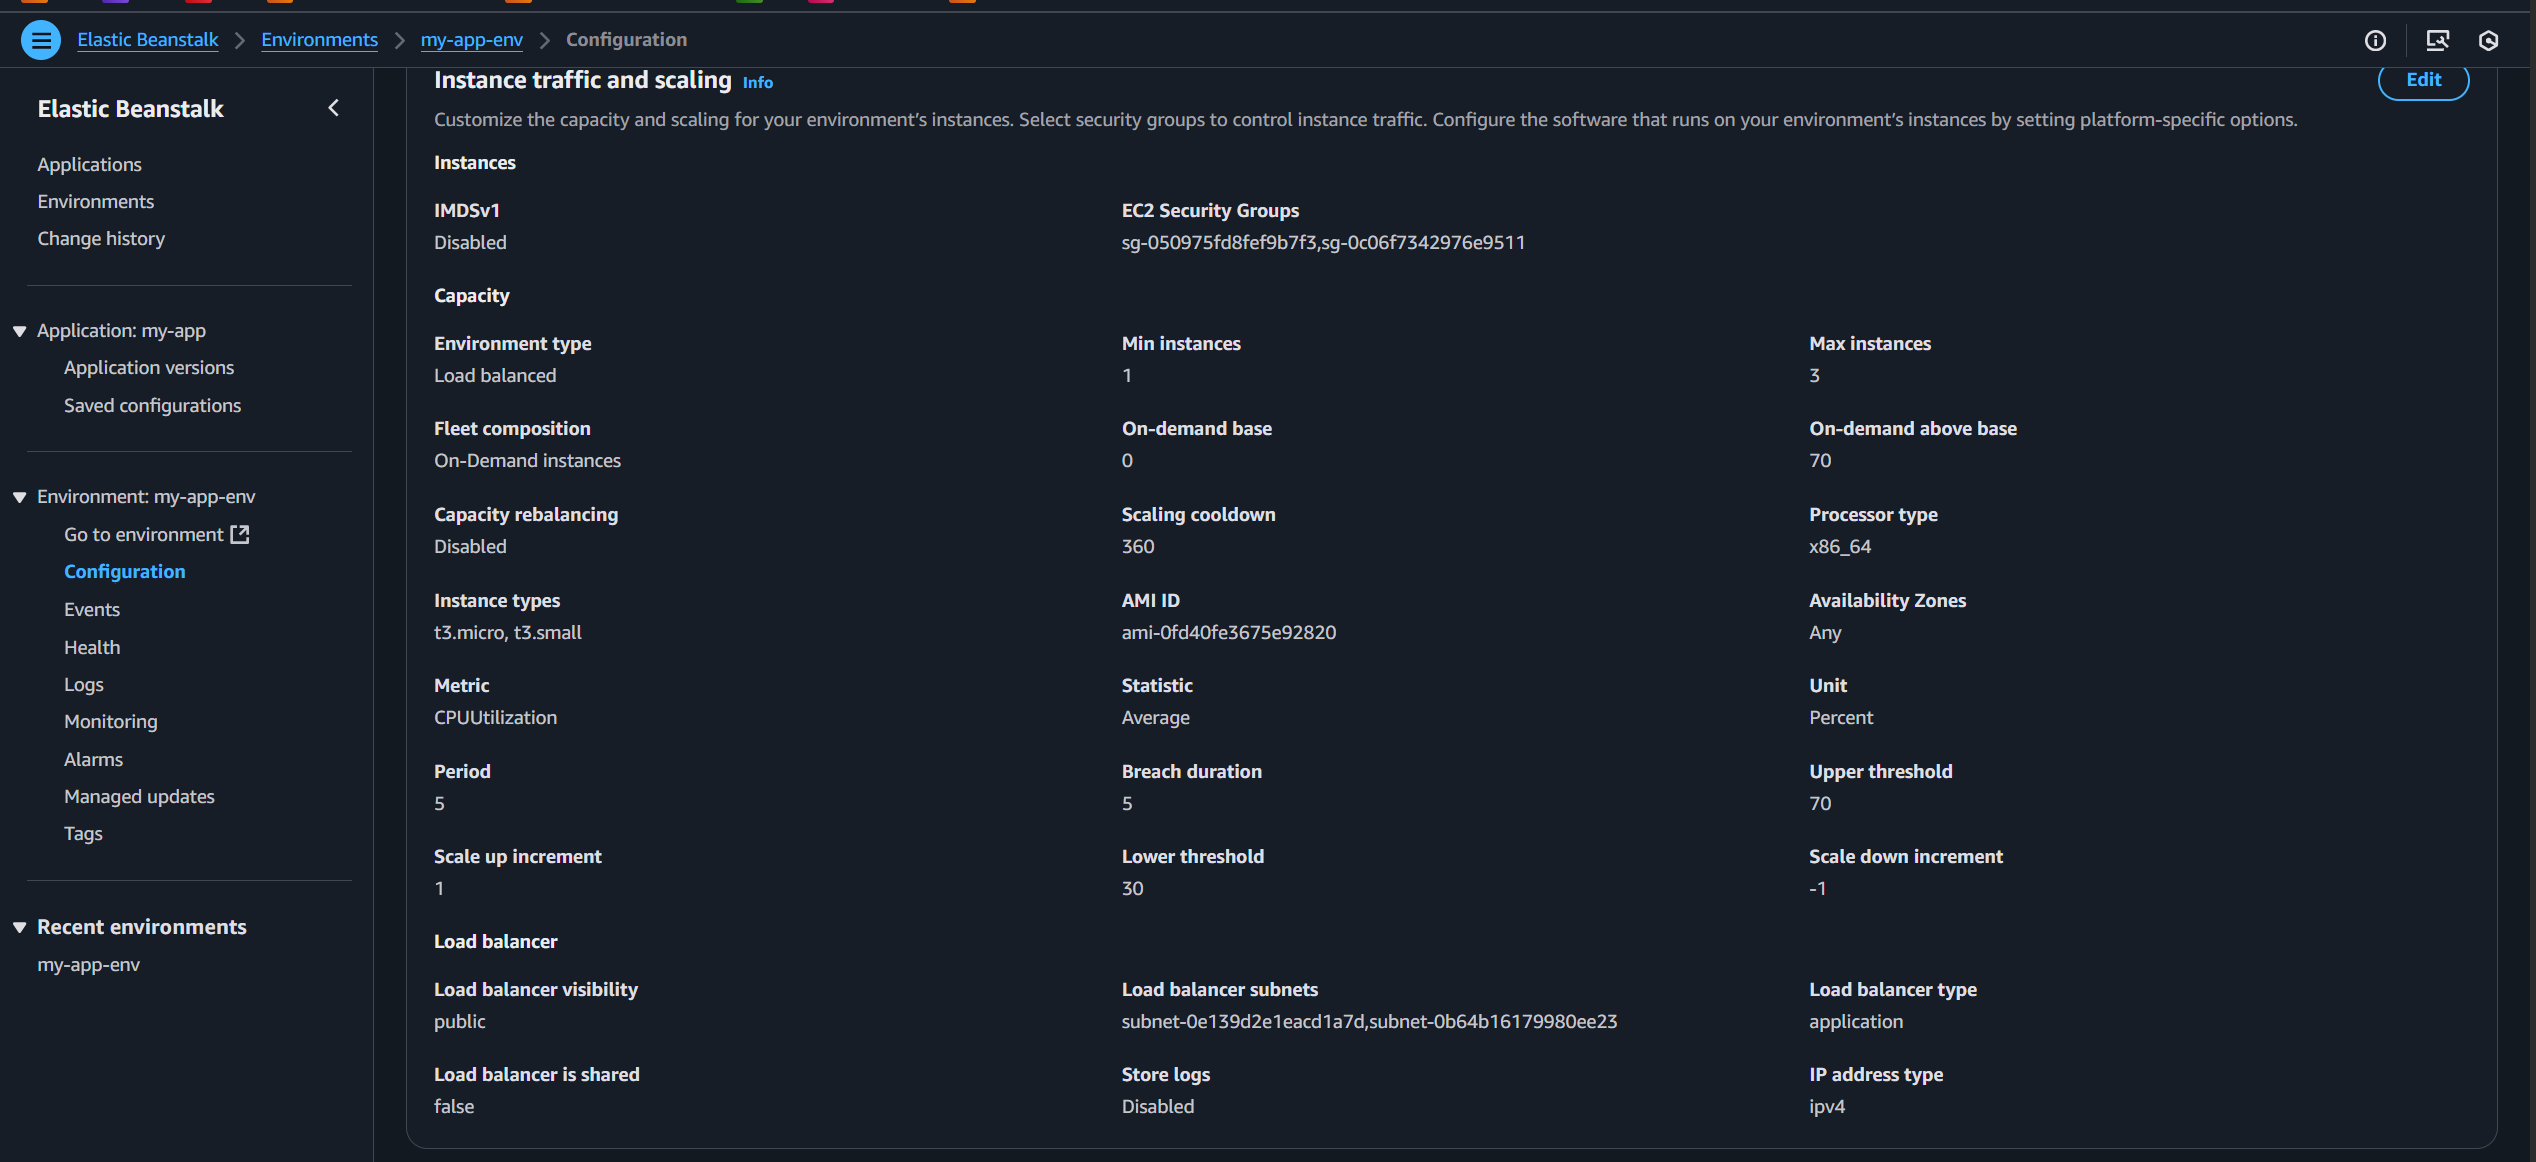 Elastic Beanstalk > Environments > my-app-env > Configuration
Elastic Beanstalk
Applications
Environments
Change history
Application: my-app
Application versions
Saved configurations
Environment: my-app-env
Go to environment
Configuration
Events
Health
Logs
Monitoring
Alarms
Managed updates
Tags
Recent environments
my-app-env
Instance traffic and scaling Info
Edit
Customize the capacity and scaling for your environment’s instances. Select security groups to control instance traffic. Configure the software that runs on your environment’s instances by setting platform-specific options.
Instances
IMDSv1
Disabled
EC2 Security Groups
sg-050975fd8fef9b7f3,sg-0c06f7342976e9511
Capacity
Environment type
Load balanced
Min instances
1
Max instances
3
Fleet composition
On-Demand instances
On-demand base
0
On-demand above base
70
Capacity rebalancing
Disabled
Scaling cooldown
360
Processor type
x86_64
Instance types
t3.micro, t3.small
AMI ID
ami-0fd40fe3675e92820
Availability Zones
Any
Metric
CPUUtilization
Statistic
Average
Unit
Percent
Period
5
Breach duration
5
Upper threshold
70
Scale up increment
1
Lower threshold
30
Scale down increment
-1
Load balancer
Load balancer visibility
public
Load balancer subnets
subnet-0e139d2e1eacd1a7d,subnet-0b64b16179980ee23
Load balancer type
application
Load balancer is shared
false
Store logs
Disabled
IP address type
ipv4